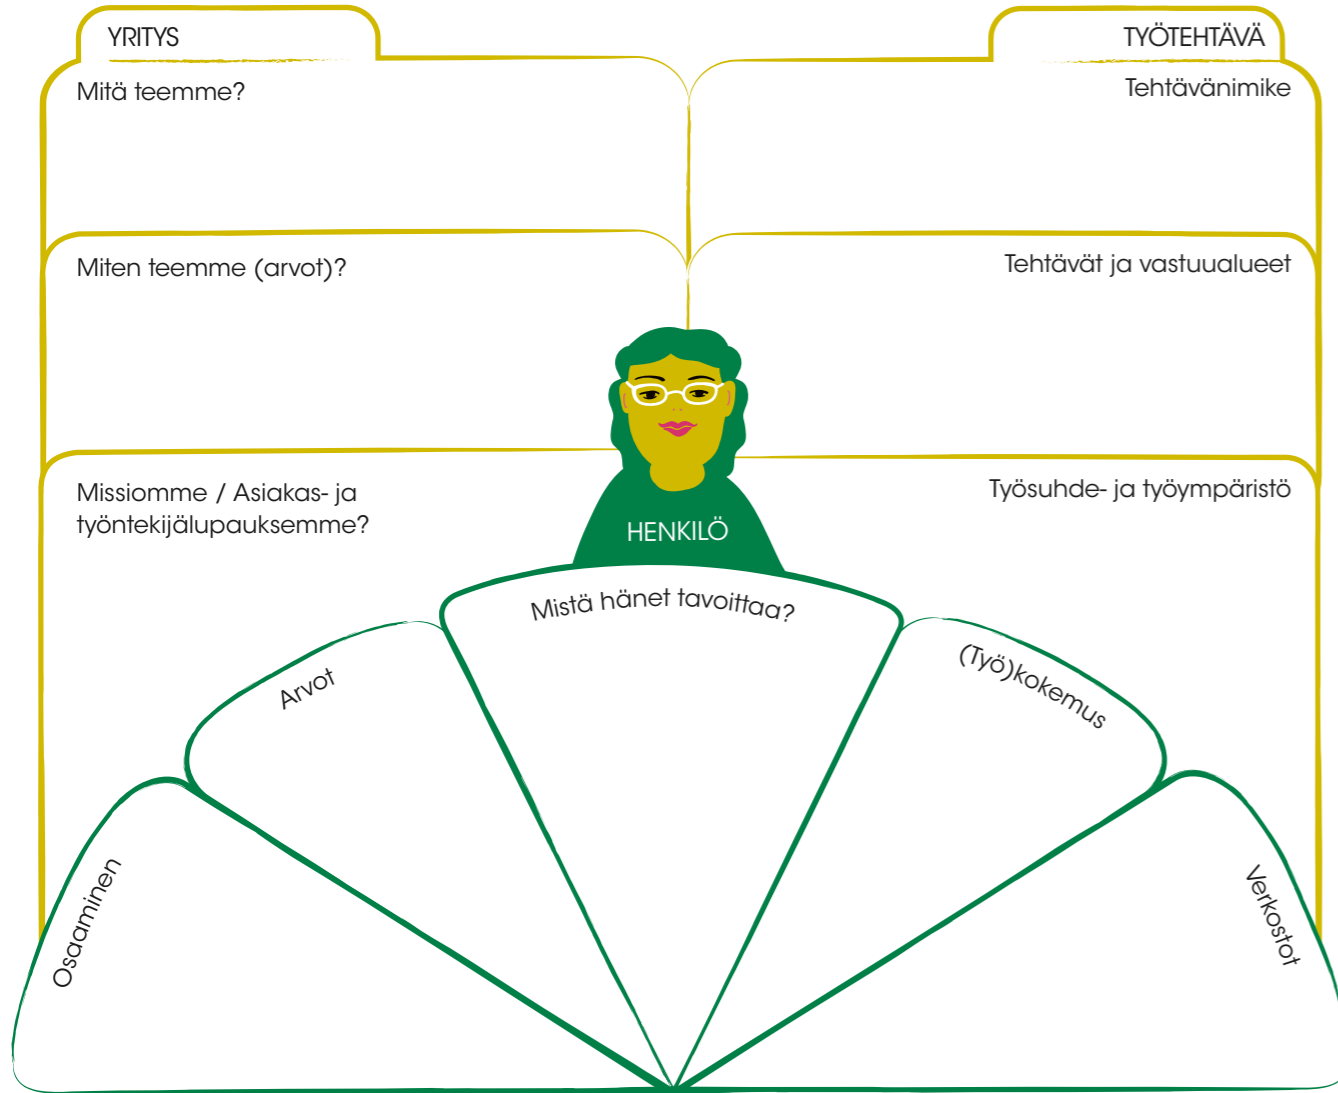 YRITYS
Mitä teemme?
Miten teemme (arvot)?
Missiomme / Asiakas- ja
työntekijälupauksemme?
TYÖTEHTÄVÄ
Tehtävänimike
Tehtävät ja vastuualueet
Työsuhde- ja työympäristö
HENKILÖ
Osaaminen
Arvot
Mistä hänet tavoittaa?
(Työ)kokemus
Verkostot